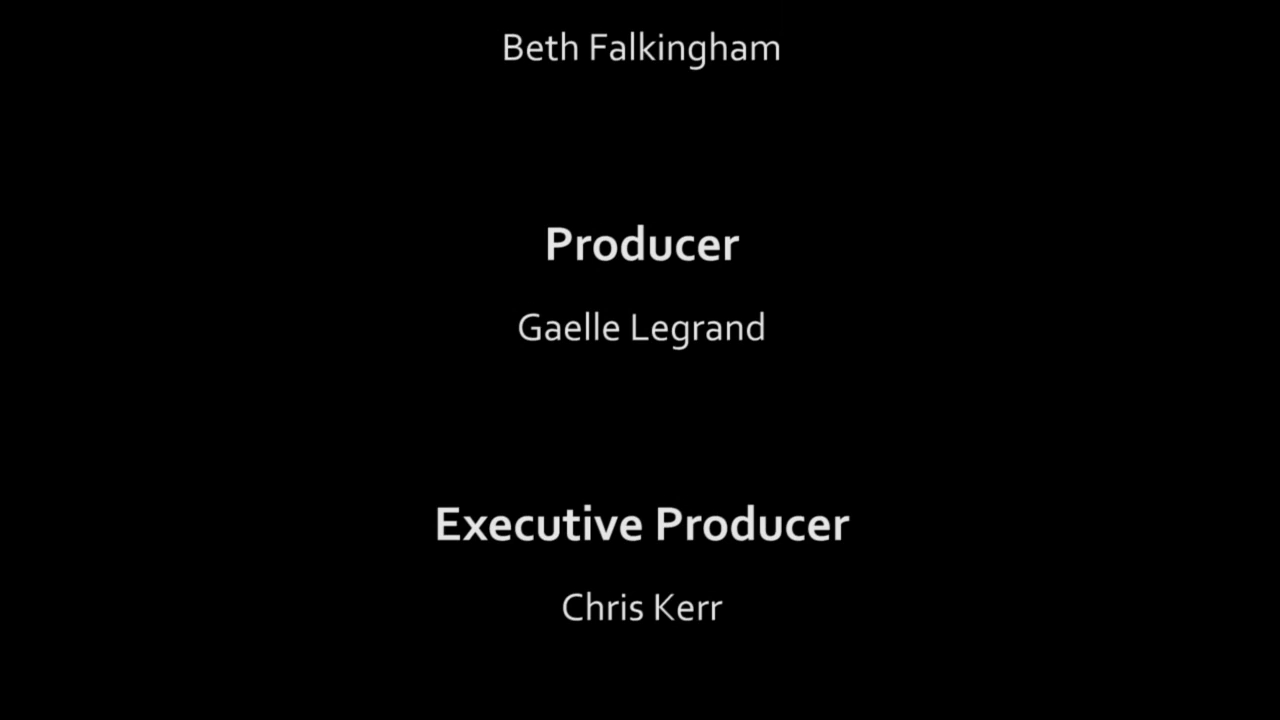 Beth Falkingham
Producer
Gaelle Legrand
Executive Producer
Chris Kerr